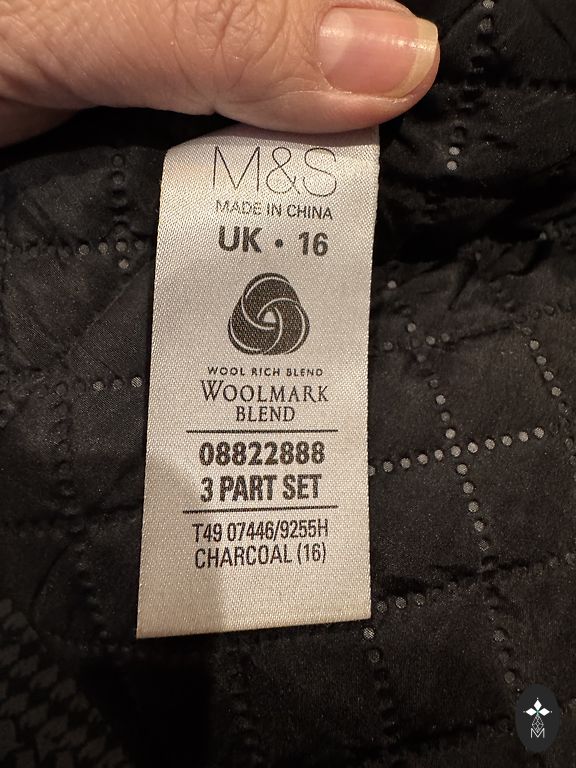 M&S
MADE IN CHINA
UK • 16
WOOL RICH BLEND
WOOLMARK
BLEND
08822888
3 PART SET
T49 07446/9255H
CHARCOAL (16)
M